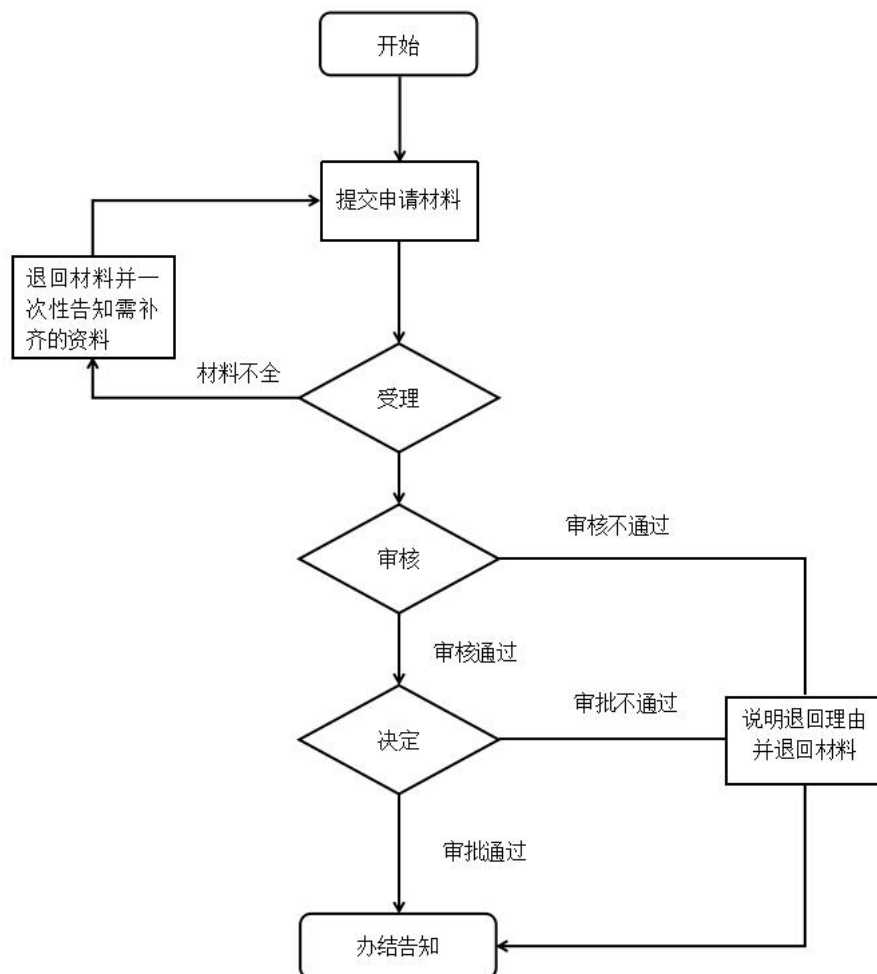 开始
提交申请材料
退回材料并一
次性告知需补
齐的资料
材料不全
受理
审核不通过
审核
审核通过
审批不通过
说明退回理由
并退回材料
决定
审批通过
办结告知